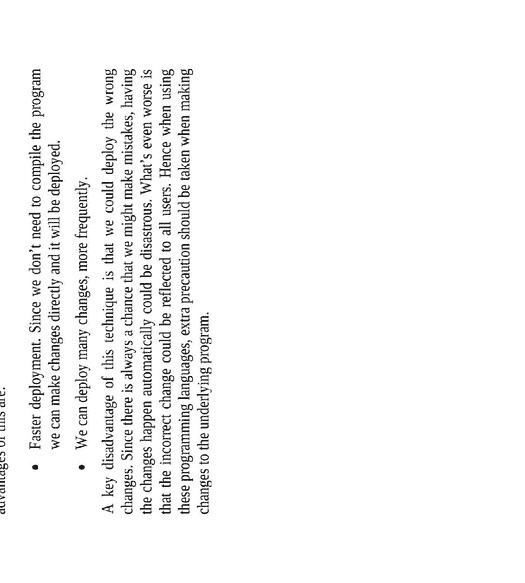 advantages of this are:
• Faster deployment. Since we don't need to compile the program
we can make changes directly and it will be deployed.
• We can deploy many changes, more frequently.
A key disadvantage of this technique is that we could deploy the wrong
changes. Since there is always a chance that we might make mistakes, having
the changes happen automatically could be disastrous. What's even worse is
that the incorrect change could be reflected to all users. Hence when using
these programming languages, extra precaution should be taken when making
changes to the underlying program.